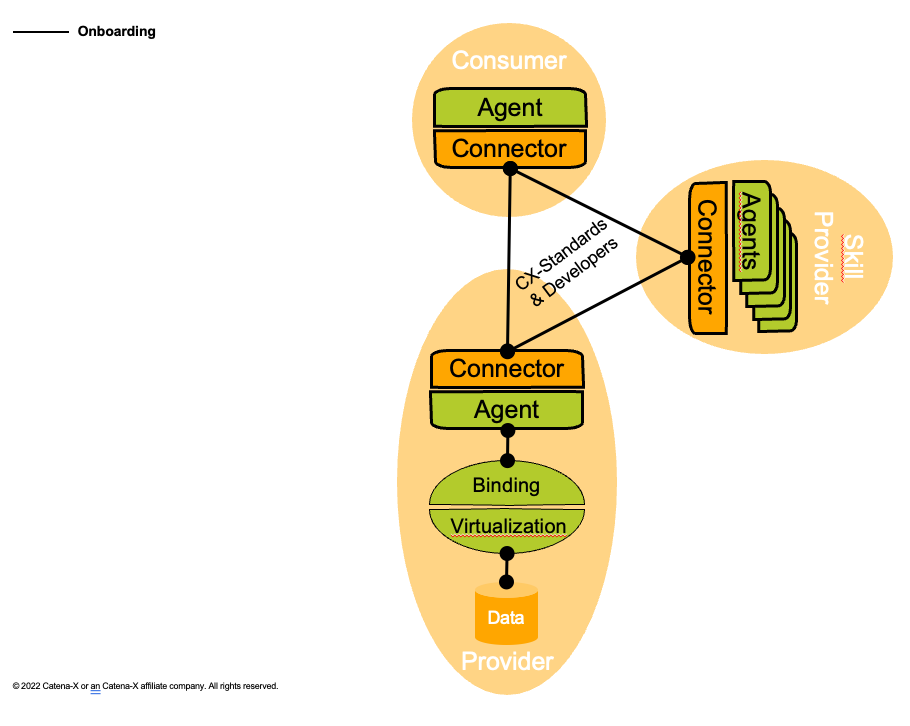 Onboarding
Consumer
Agent
Connector
Connector
Agents
Skill
Provider
CX-Standards
& Developers
Connector
Agent
Binding
Virtualization
Data
Provider
© 2022 Catena-X or an Catena-X affiliate company. All rights reserved.